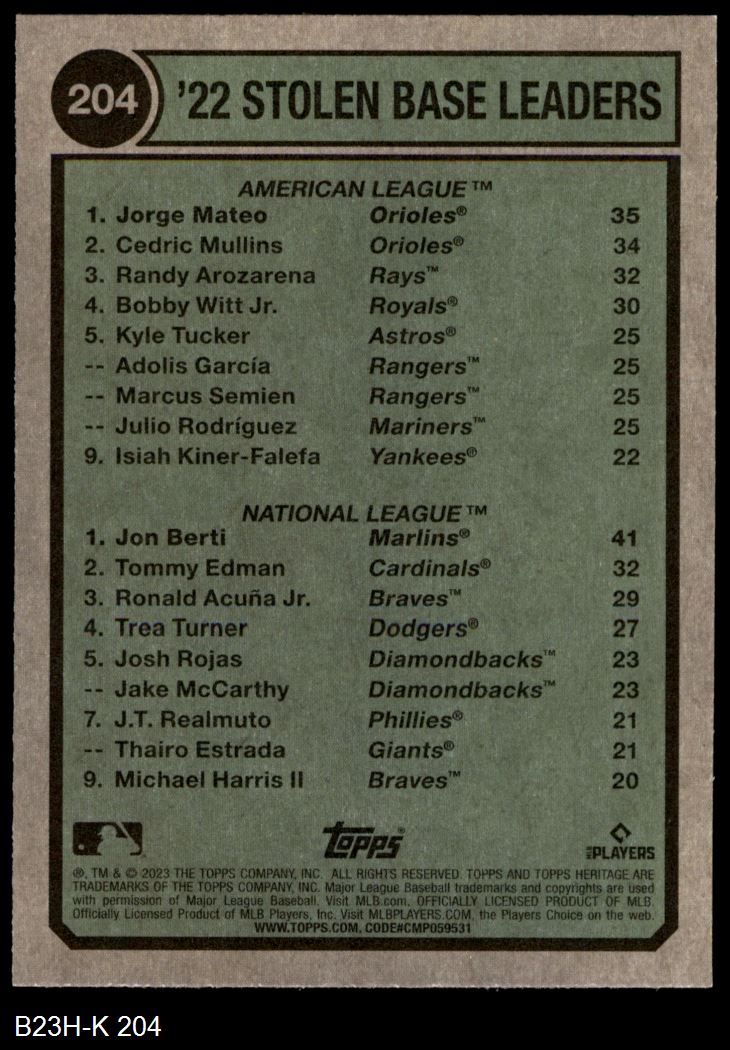 204 '22 STOLEN BASE LEADERS
AMERICAN LEAGUE™
1. Jorge Mateo Orioles® 35
2. Cedric Mullins Orioles® 34
3. Randy Arozarena Rays™ 32
4. Bobby Witt Jr. Royals® 30
5. Kyle Tucker Astros® 25
-- Adolis García Rangers™ 25
-- Marcus Semien Rangers™ 25
-- Julio Rodríguez Mariners™ 25
9. Isiah Kiner-Falefa Yankees® 22
NATIONAL LEAGUE™
1. Jon Berti Marlins® 41
2. Tommy Edman Cardinals® 32
3. Ronald Acuña Jr. Braves™ 29
4. Trea Turner Dodgers® 27
5. Josh Rojas Diamondbacks™ 23
-- Jake McCarthy Diamondbacks™ 23
7. J.T. Realmuto Phillies® 21
-- Thairo Estrada Giants® 21
9. Michael Harris II Braves™ 20
topps® PLAYERS
®, TM & © 2023 THE TOPPS COMPANY, INC. ALL RIGHTS RESERVED. TOPPS AND TOPPS HERITAGE ARE
TRADEMARKS OF THE TOPPS COMPANY, INC. Major League Baseball trademarks and copyrights are used
with permission of Major League Baseball. Visit MLB.com. OFFICIALLY LICENSED PRODUCT OF MLB.
Officially Licensed Product of MLB Players, Inc. Visit MLBPLAYERS.COM, the Players Choice on the web.
WWW.TOPPS.COM. CODE#CMP059531
B23H-K 204